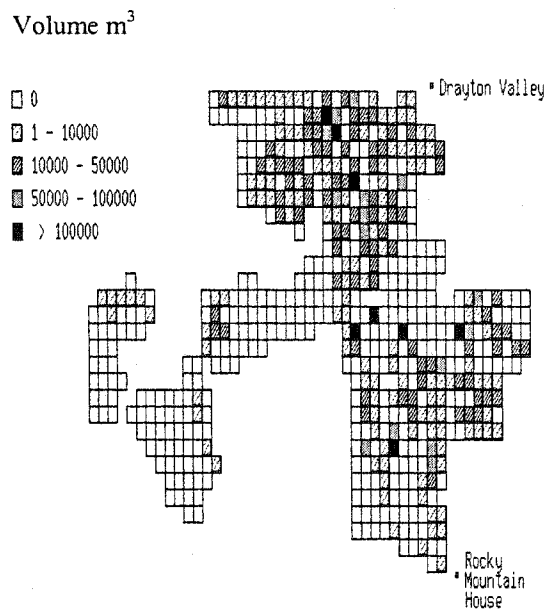 Volume m³
0
1 - 10000
10000 - 50000
50000 - 100000
> 100000
Drayton Valley
Rocky
Mountain
House